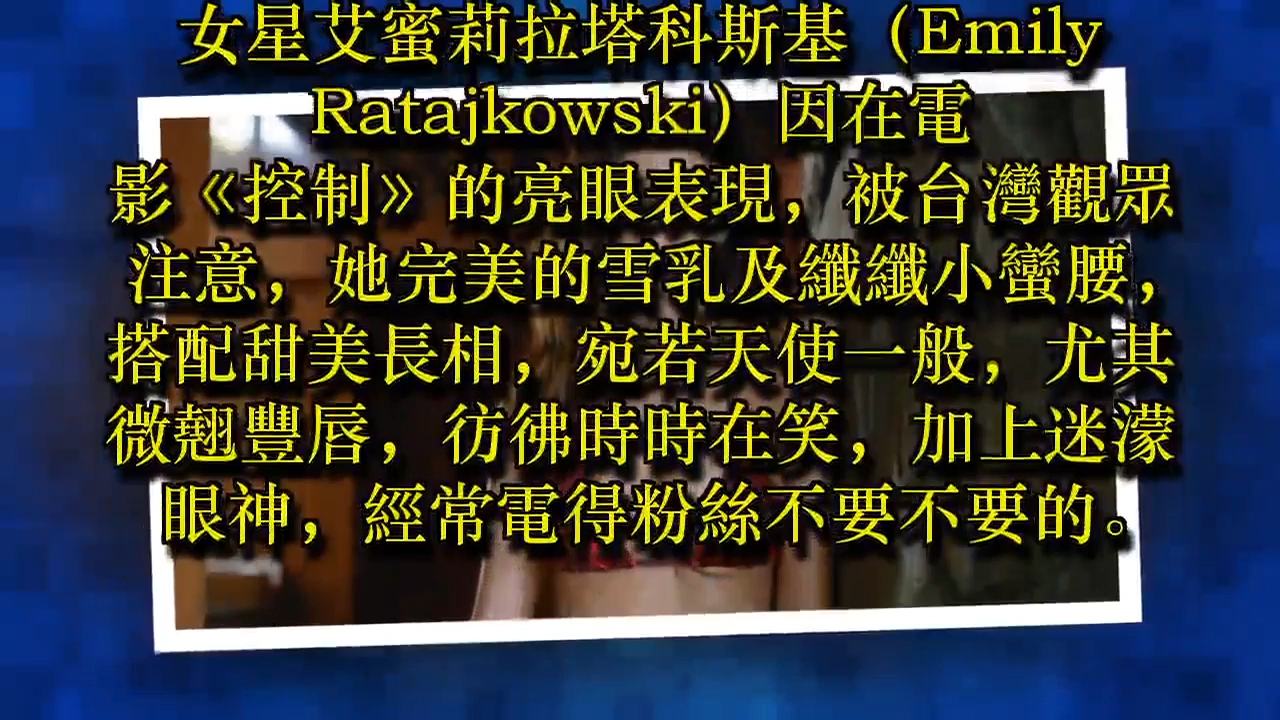 女星艾蜜莉拉塔科斯基（Emily
Ratajkowski）因在電
影《控制》的亮眼表現，被台灣觀眾
注意，她完美的雪乳及纖纖小蠻腰，
搭配甜美長相，宛若天使一般，尤其
微翹豐唇，彷彿時時在笑，加上迷濛
眼神，經常電得粉絲不要不要的。